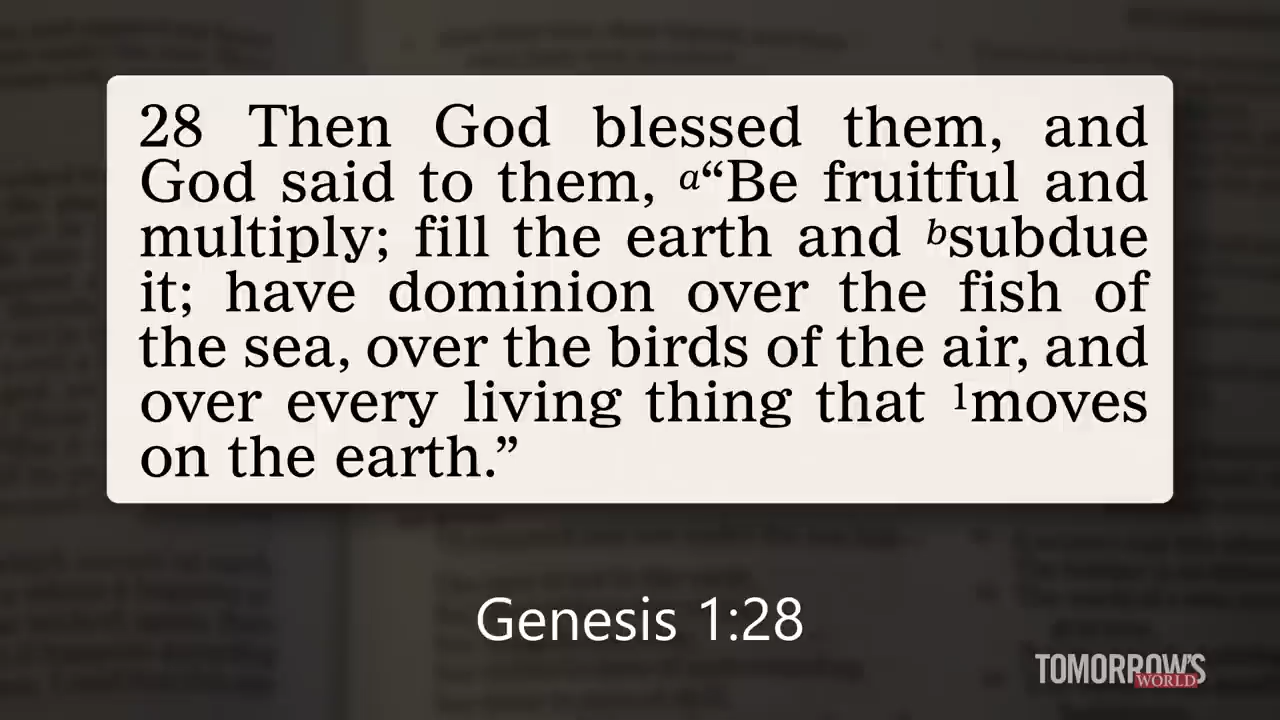 28 Then God blessed them, and
God said to them, a“Be fruitful and
multiply; fill the earth and bsubdue
it; have dominion over the fish of
the sea, over the birds of the air, and
over every living thing that 1moves
on the earth.”
Genesis 1:28
TOMORROW'S
WORLD